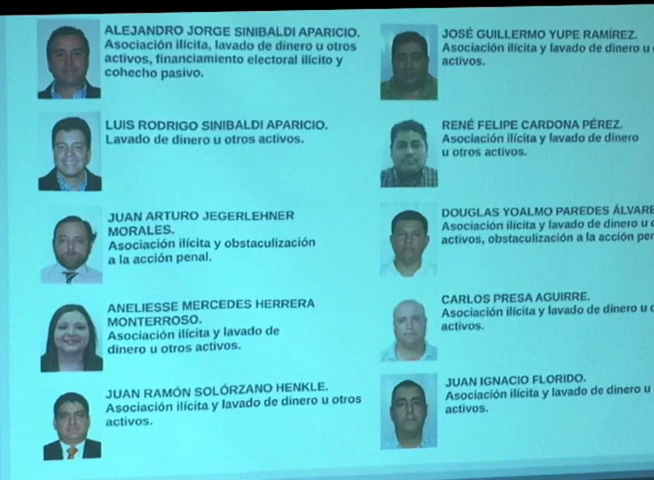 ALEJANDRO JORGE SINIBALDI APARICIO.
Asociación ilícita, lavado de dinero u otros
activos, financiamiento electoral ilícito y
cohecho pasivo.
LUIS RODRIGO SINIBALDI APARICIO.
Lavado de dinero u otros activos.
JUAN ARTURO JEGERLEHNER
MORALES.
Asociación ilícita y obstaculización
a la acción penal.
ANELIESSE MERCEDES HERRERA
MONTERROSO.
Asociación ilícita y lavado de
dinero u otros activos.
JUAN RAMÓN SOLÓRZANO HENKLE.
Asociación ilícita y lavado de dinero u otros
activos.
JOSÉ GUILLERMO YUPE RAMÍREZ.
Asociación ilícita y lavado de dinero u
activos.
RENÉ FELIPE CARDONA PÉREZ.
Asociación ilícita y lavado de dinero
u otros activos.
DOUGLAS YOALMO PAREDES ÁLVARE
Asociación ilícita y lavado de dinero u
activos, obstaculización a la acción
CARLOS PRESA AGUIRRE.
Asociación ilícita y lavado de dinero u
activos.
JUAN IGNACIO FLORIDO.
Asociación ilícita y lavado de dinero u
activos.